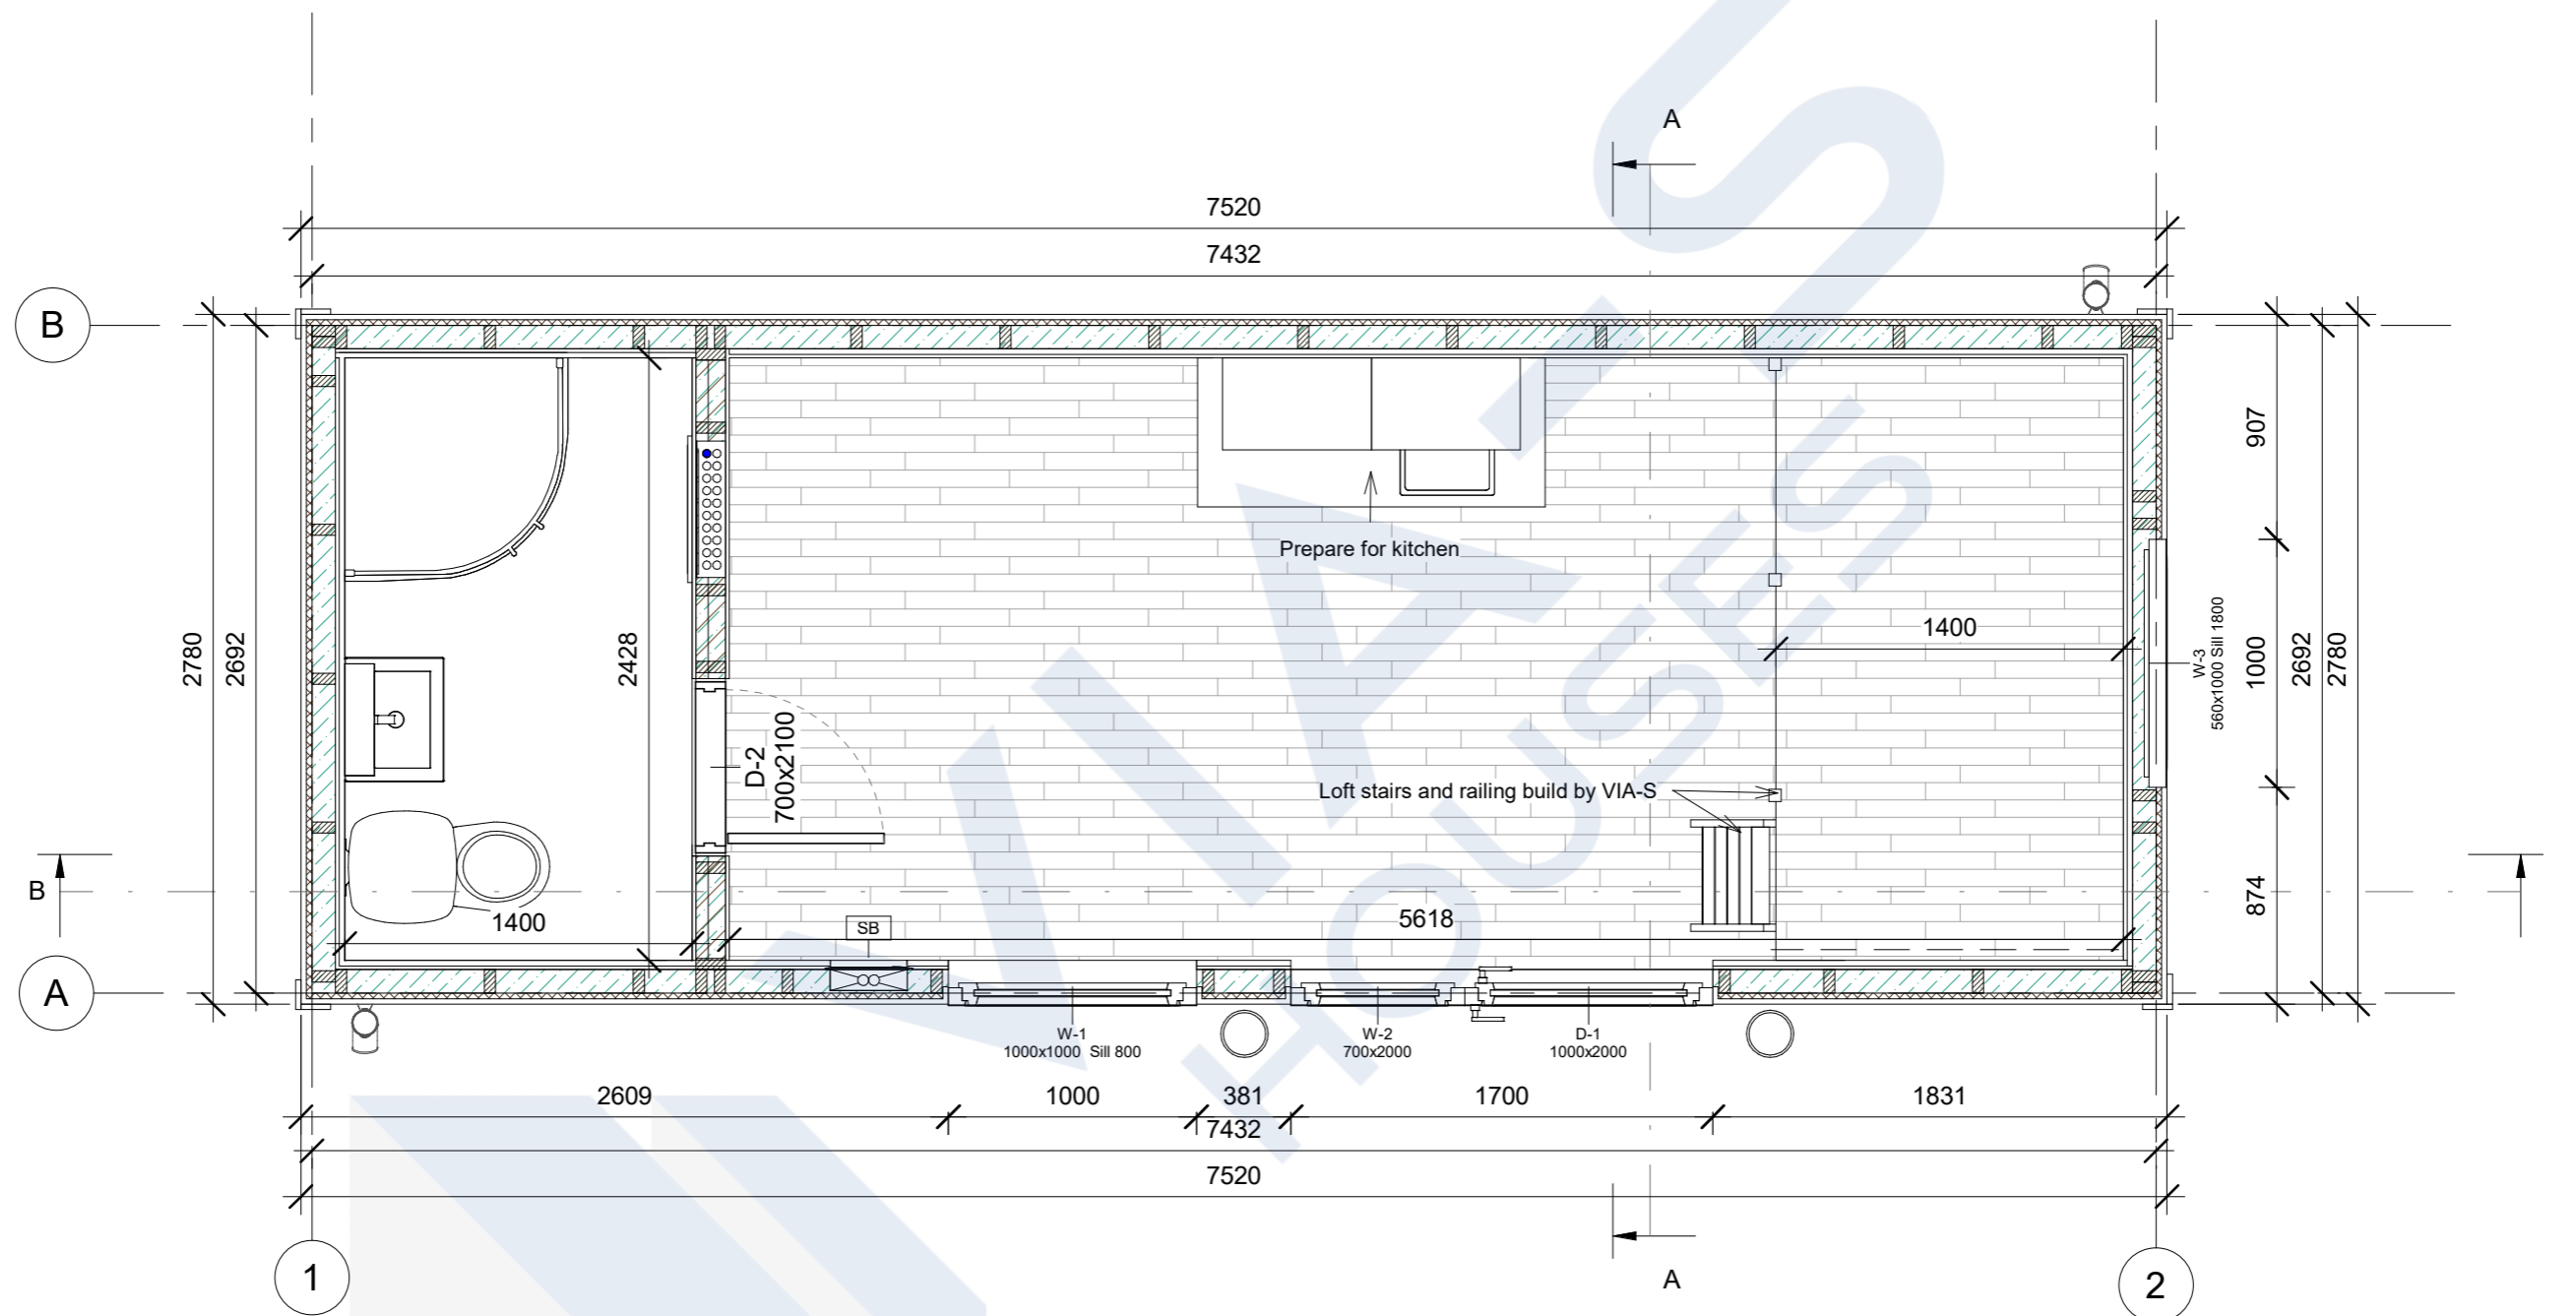 A
7520
7432
B
907
2780
2692
2428
1400
W-3
560x1000 Sill 1800
1000
2692
2780
Prepare for kitchen
D-2
700x2100
Loft stairs and railing build by VIA-S
B
874
1400
SB
5618
A
W-1
1000x1000 Sill 800
W-2
700x2000
D-1
1000x2000
2609
1000
381
1700
1831
7432
7520
1
A
2
VIA-S
HOUSES